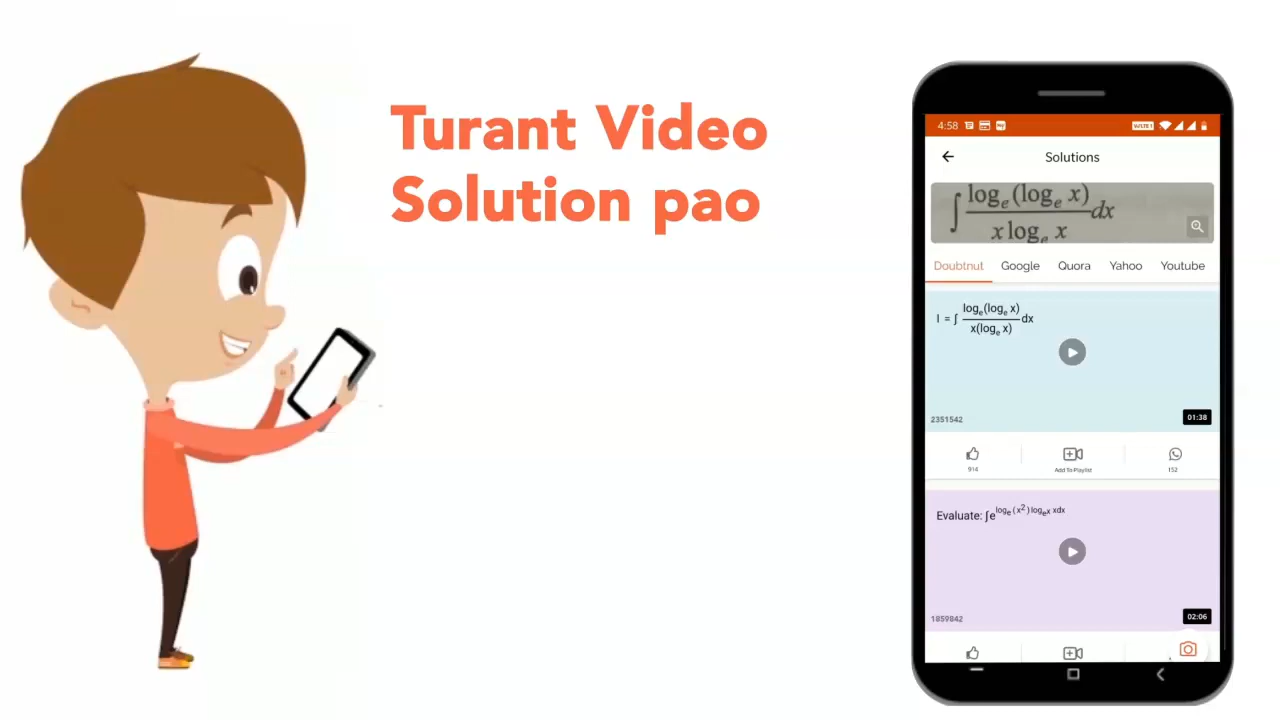 Turant Video
Solution pao
4:58
VoLTE1
Solutions
∫ logₑ(logₑ x) / x logₑ x dx
Doubtnut Google Quora Yahoo Youtube
I = ∫ logₑ(logₑ x) / x(logₑ x) dx
2351542 01:38
914 Add To Playlist 152
Evaluate: ∫e^logₑ(x²)logₑx xdx
1859842 02:06